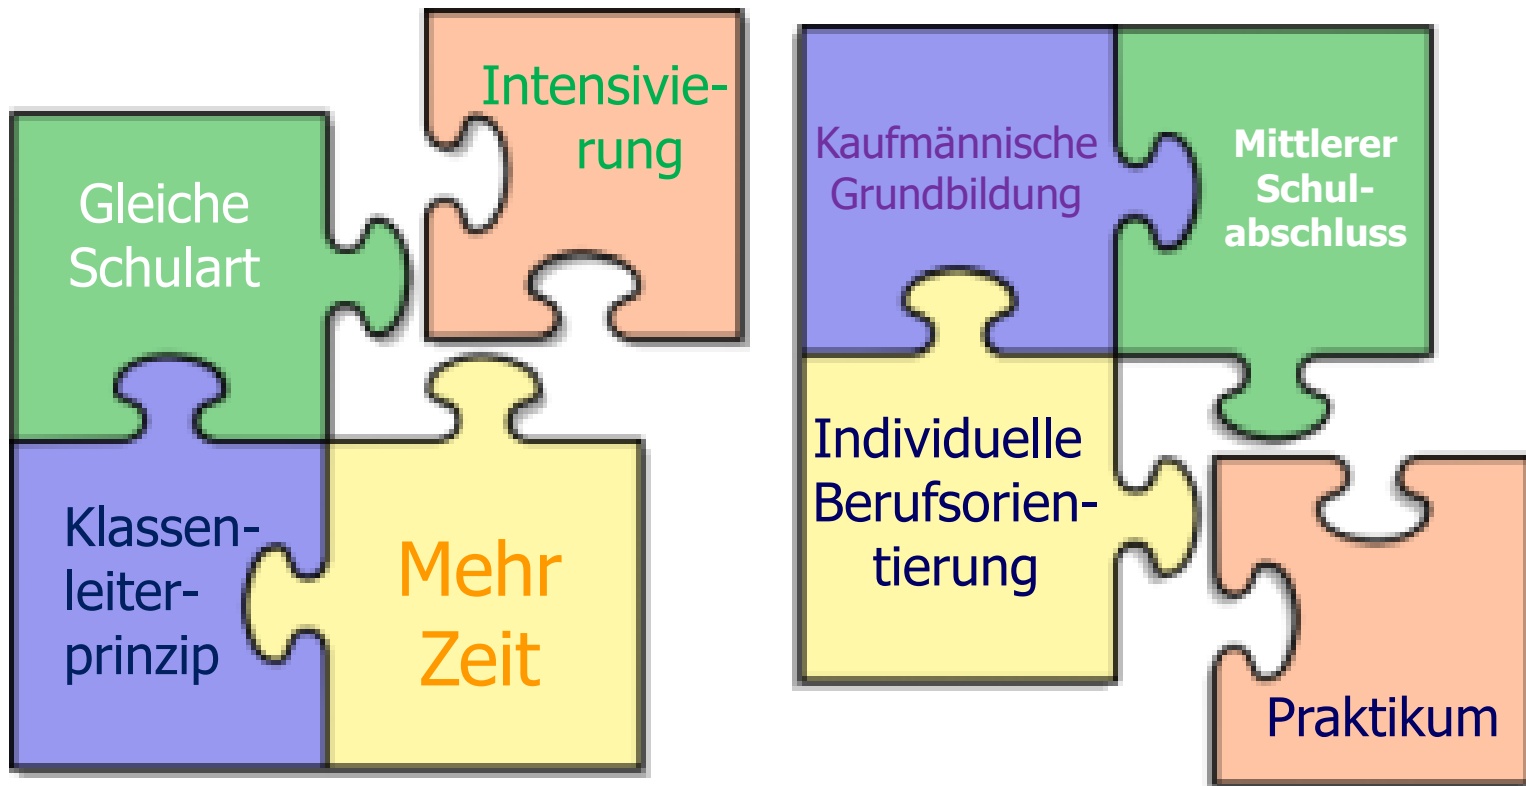 Intensivie-
rung
Gleiche
Schulart
Klassen-
leiter-
prinzip
Mehr
Zeit
Kaufmännische
Grundbildung
Mittlerer
Schul-
abschluss
Individuelle
Berufsorien-
tierung
Praktikum